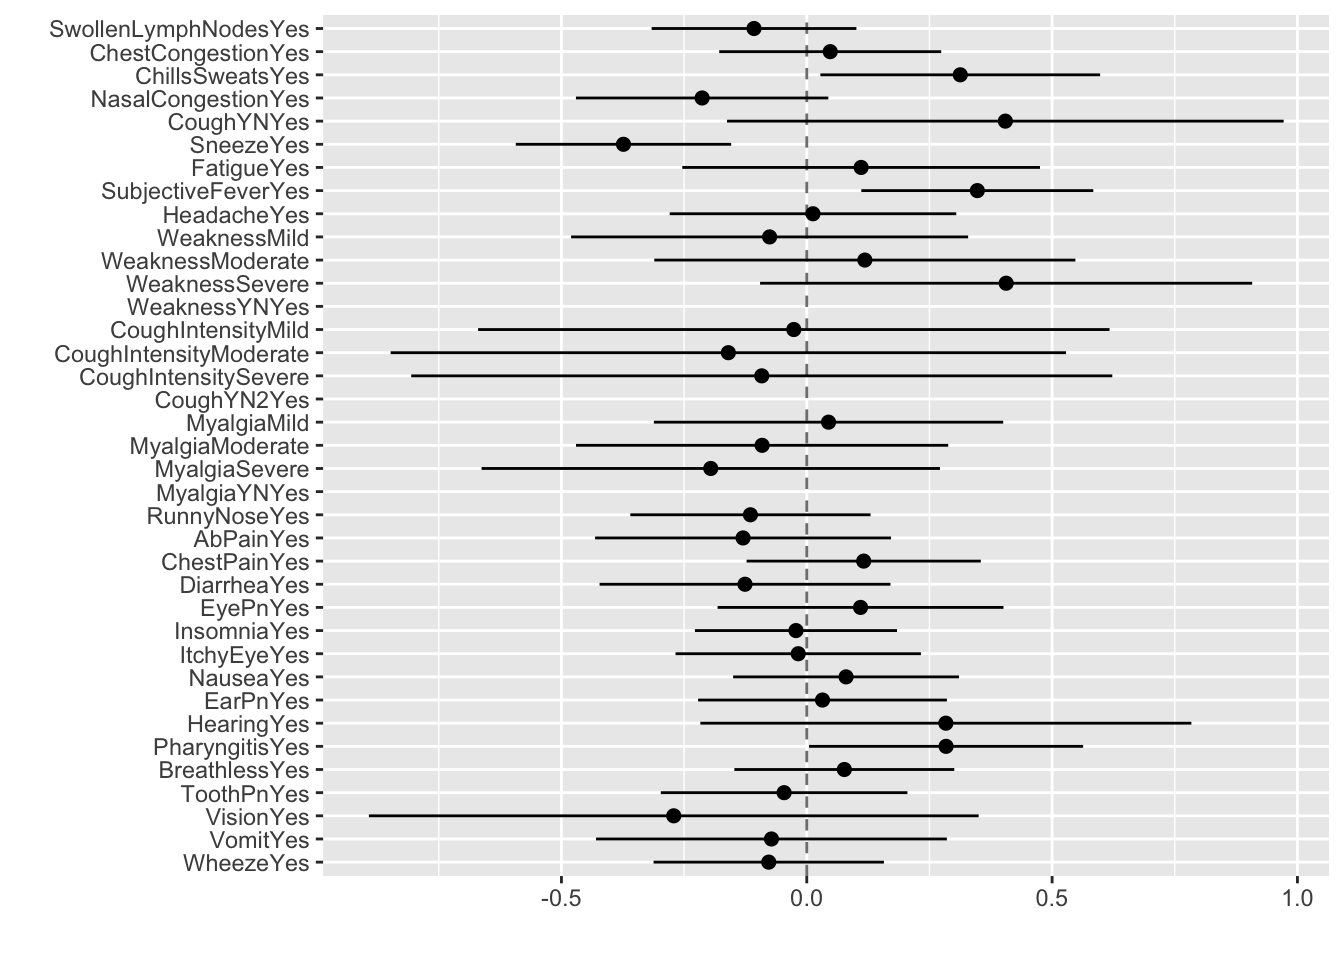 SwollenLymphNodesYes
ChestCongestionYes
ChillsSweatsYes
NasalCongestionYes
CoughYNYes
SneezeYes
FatigueYes
SubjectiveFeverYes
HeadacheYes
WeaknessMild
WeaknessModerate
WeaknessSevere
WeaknessYNYes
CoughIntensityMild
CoughIntensityModerate
CoughIntensitySevere
CoughYN2Yes
MyalgiaMild
MyalgiaModerate
MyalgiaSevere
MyalgiaYNYes
RunnyNoseYes
AbPainYes
ChestPainYes
DiarrheaYes
EyePnYes
InsomniaYes
ItchyEyeYes
NauseaYes
EarPnYes
HearingYes
PharyngitisYes
BreathlessYes
ToothPnYes
VisionYes
VomitYes
WheezeYes
-0.5 0.0 0.5 1.0